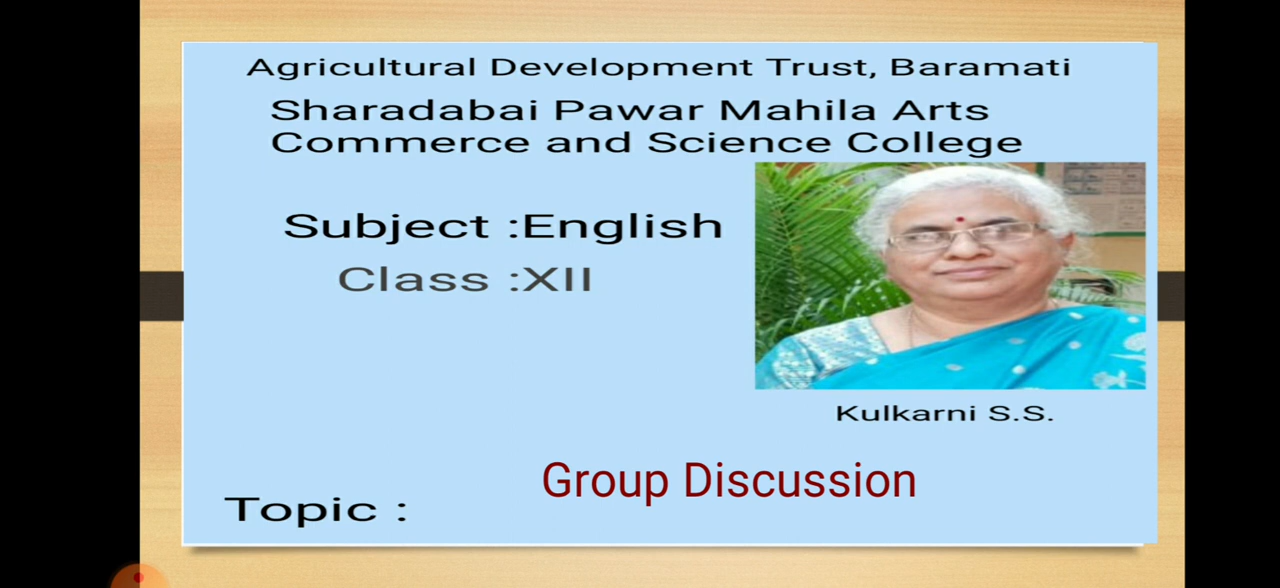 Agricultural Development Trust, Baramati
Sharadabai Pawar Mahila Arts
Commerce and Science College
Subject :English
Class :XII
Kulkarni S.S.
Group Discussion
Topic :